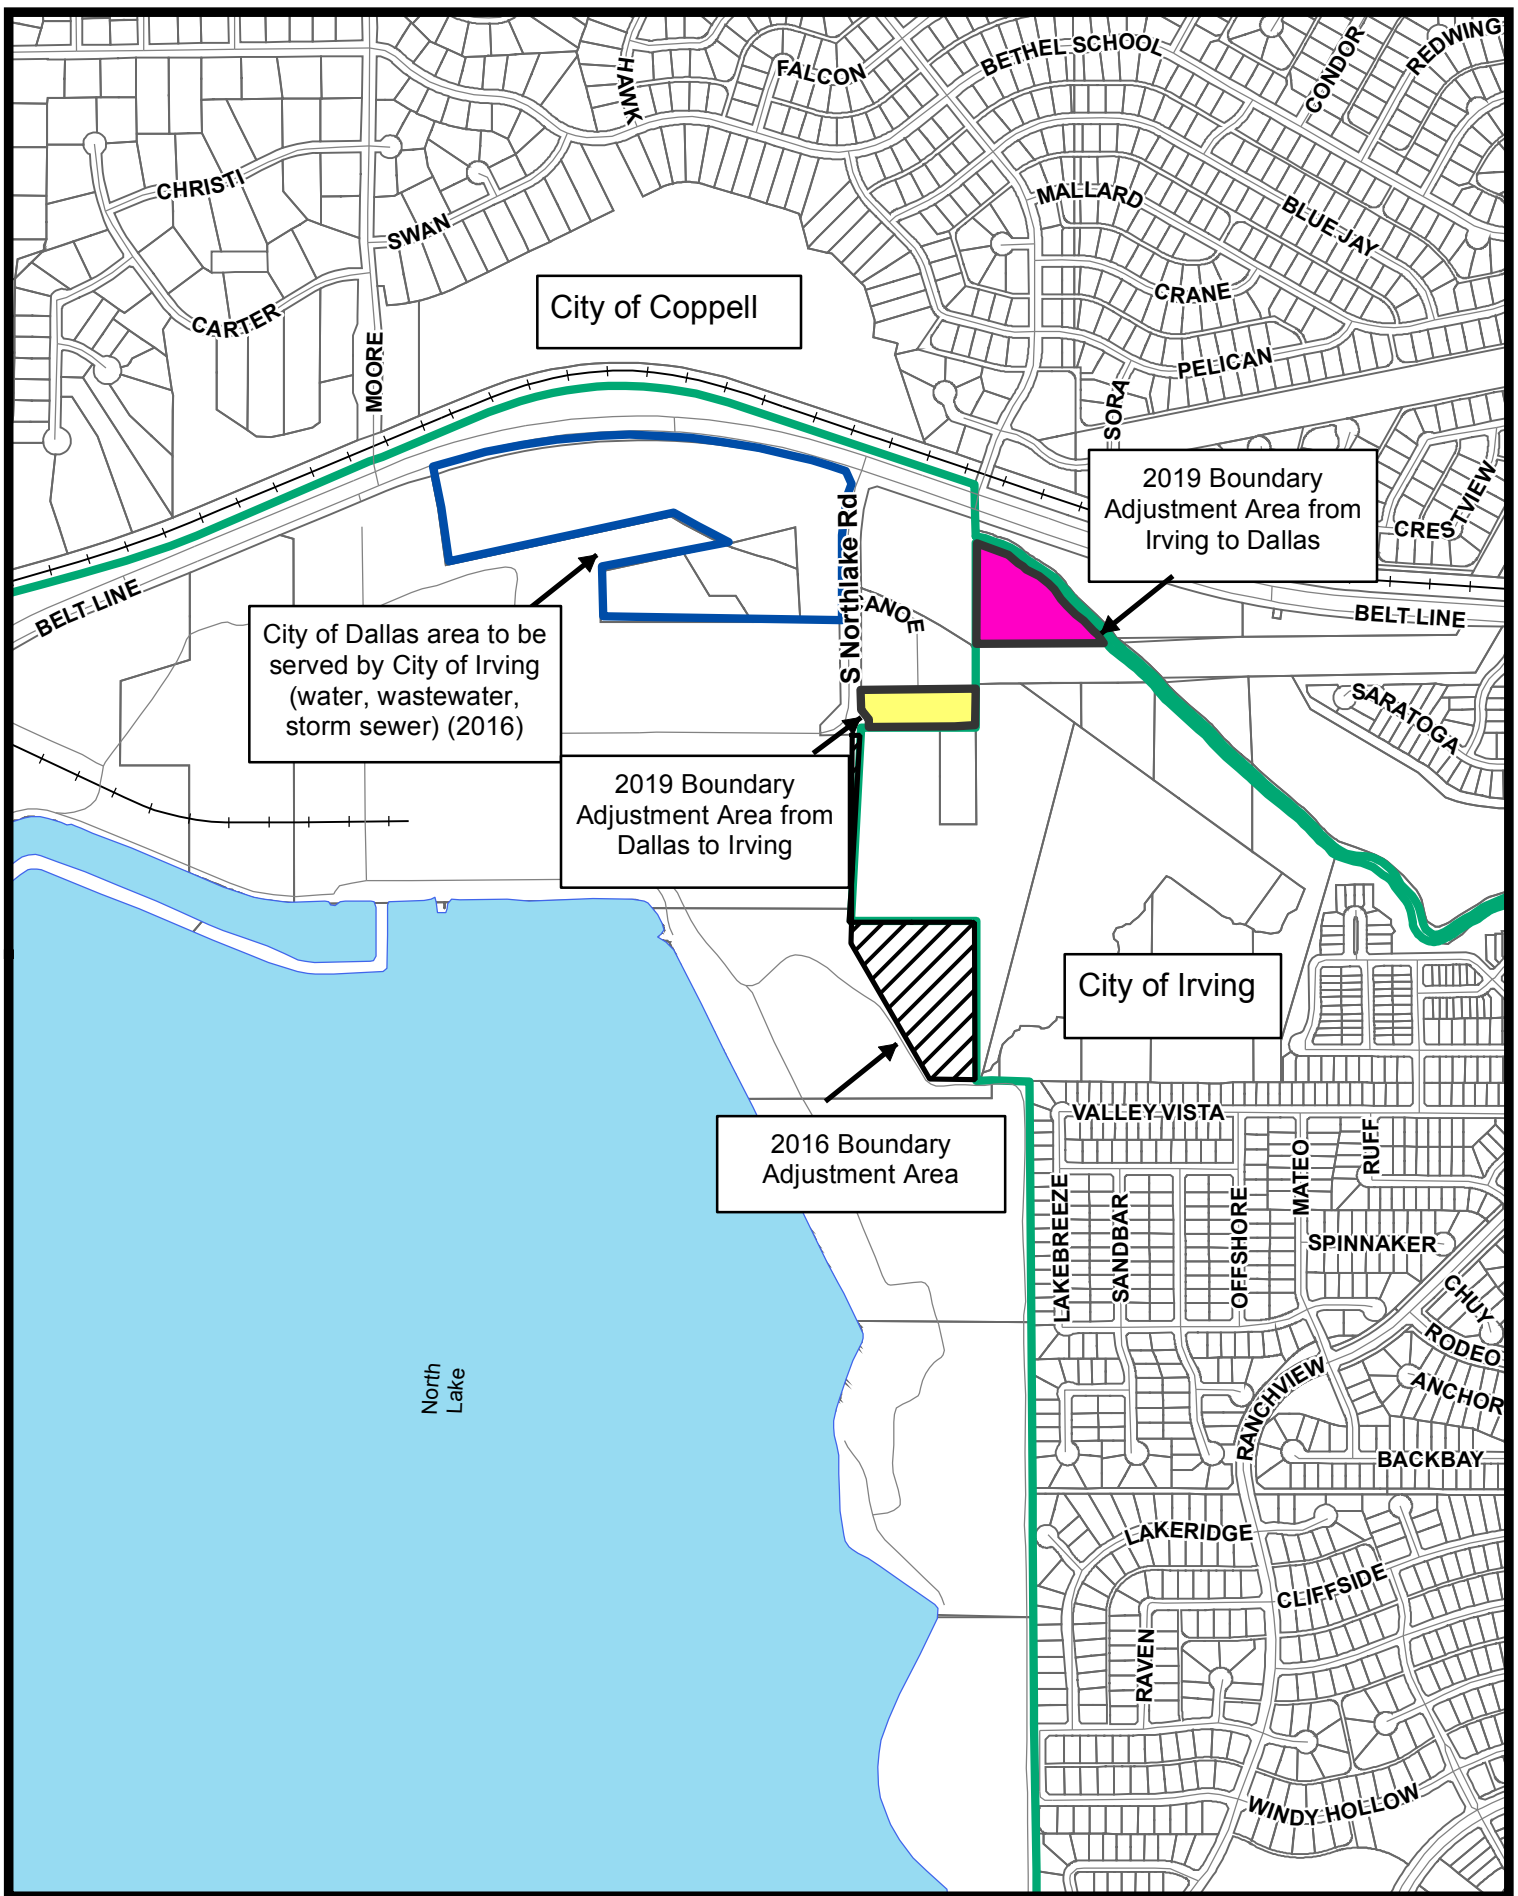 HAWK
FALCON
BETHEL SCHOOL
CONDOR
REDWING
CHRISTI
SWAN
MALLARD
BLUEJAY
CARTER
City of Coppell
CRANE
MOORE
PELICAN
SORA
2019 Boundary
Adjustment Area from
Irving to Dallas
CRESTVIEW
S Northlake Rd
BELT LINE
City of Dallas area to be
served by City of Irving
(water, wastewater,
storm sewer) (2016)
BELT LINE
SARATOGA
2019 Boundary
Adjustment Area from
Dallas to Irving
City of Irving
2016 Boundary
Adjustment Area
VALLEY VISTA
RUFF
MATEO
LAKEBREEZE
SANDBAR
OFFSHORE
SPINNAKER
CHUY
RODEO
North
Lake
RANCHVIEW
ANCHOR
BACKBAY
LAKERIDGE
CLIFFSIDE
RAVEN
WINDY HOLLOW